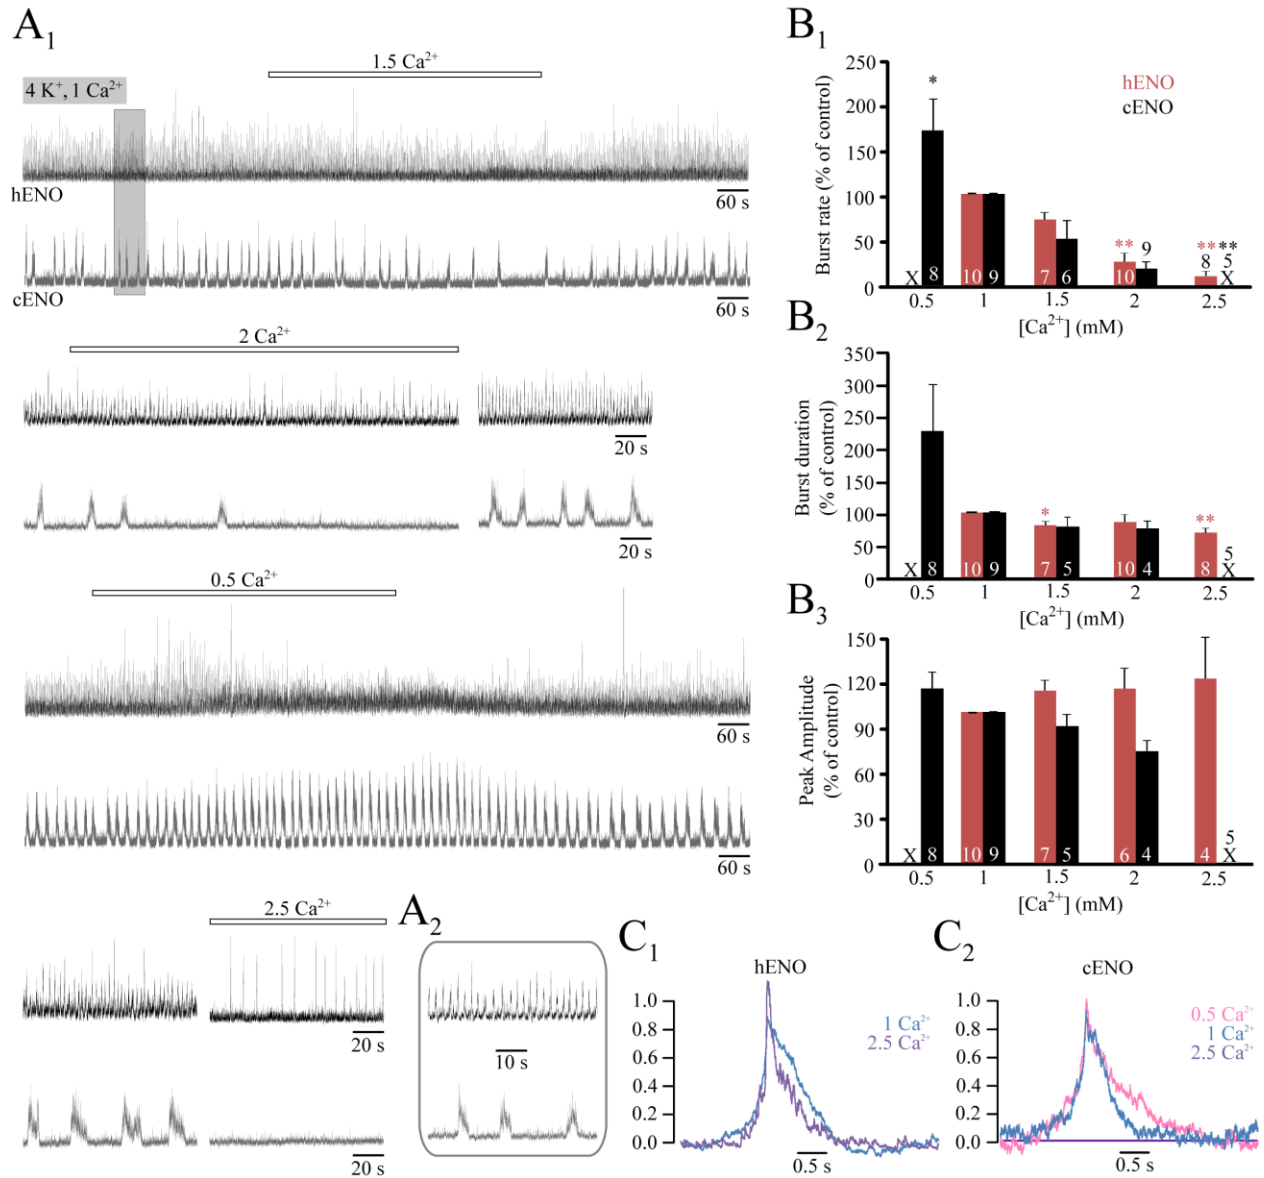 A1
1.5 Ca2+
4 K+, 1 Ca2+
hENO
60 s
cENO
60 s
2 Ca2+
20 s
20 s
0.5 Ca2+
60 s
60 s
2.5 Ca2+
20 s
20 s
A2
10 s
B1
Burst rate (% of control)
250
200
150
100
50
0
hENO
cENO
*
** 9
** **
8 5
X 8 10 9 7 6 10 X
0.5 1 1.5 2 2.5
[Ca2+] (mM)
B2
Burst duration
(% of control)
350
300
250
200
150
100
50
0
* **
5
X 8 10 9 7 5 10 4 8 X
0.5 1 1.5 2 2.5
[Ca2+] (mM)
B3
Peak Amplitude
(% of control)
150
120
90
60
30
0
5
X 8 10 9 7 5 6 4 4 X
0.5 1 1.5 2 2.5
[Ca2+] (mM)
C1
hENO
1.0
0.8
0.6
0.4
0.2
0.0
1 Ca2+
2.5 Ca2+
0.5 s
C2
cENO
1.0
0.8
0.6
0.4
0.2
0.0
0.5 Ca2+
1 Ca2+
2.5 Ca2+
0.5 s